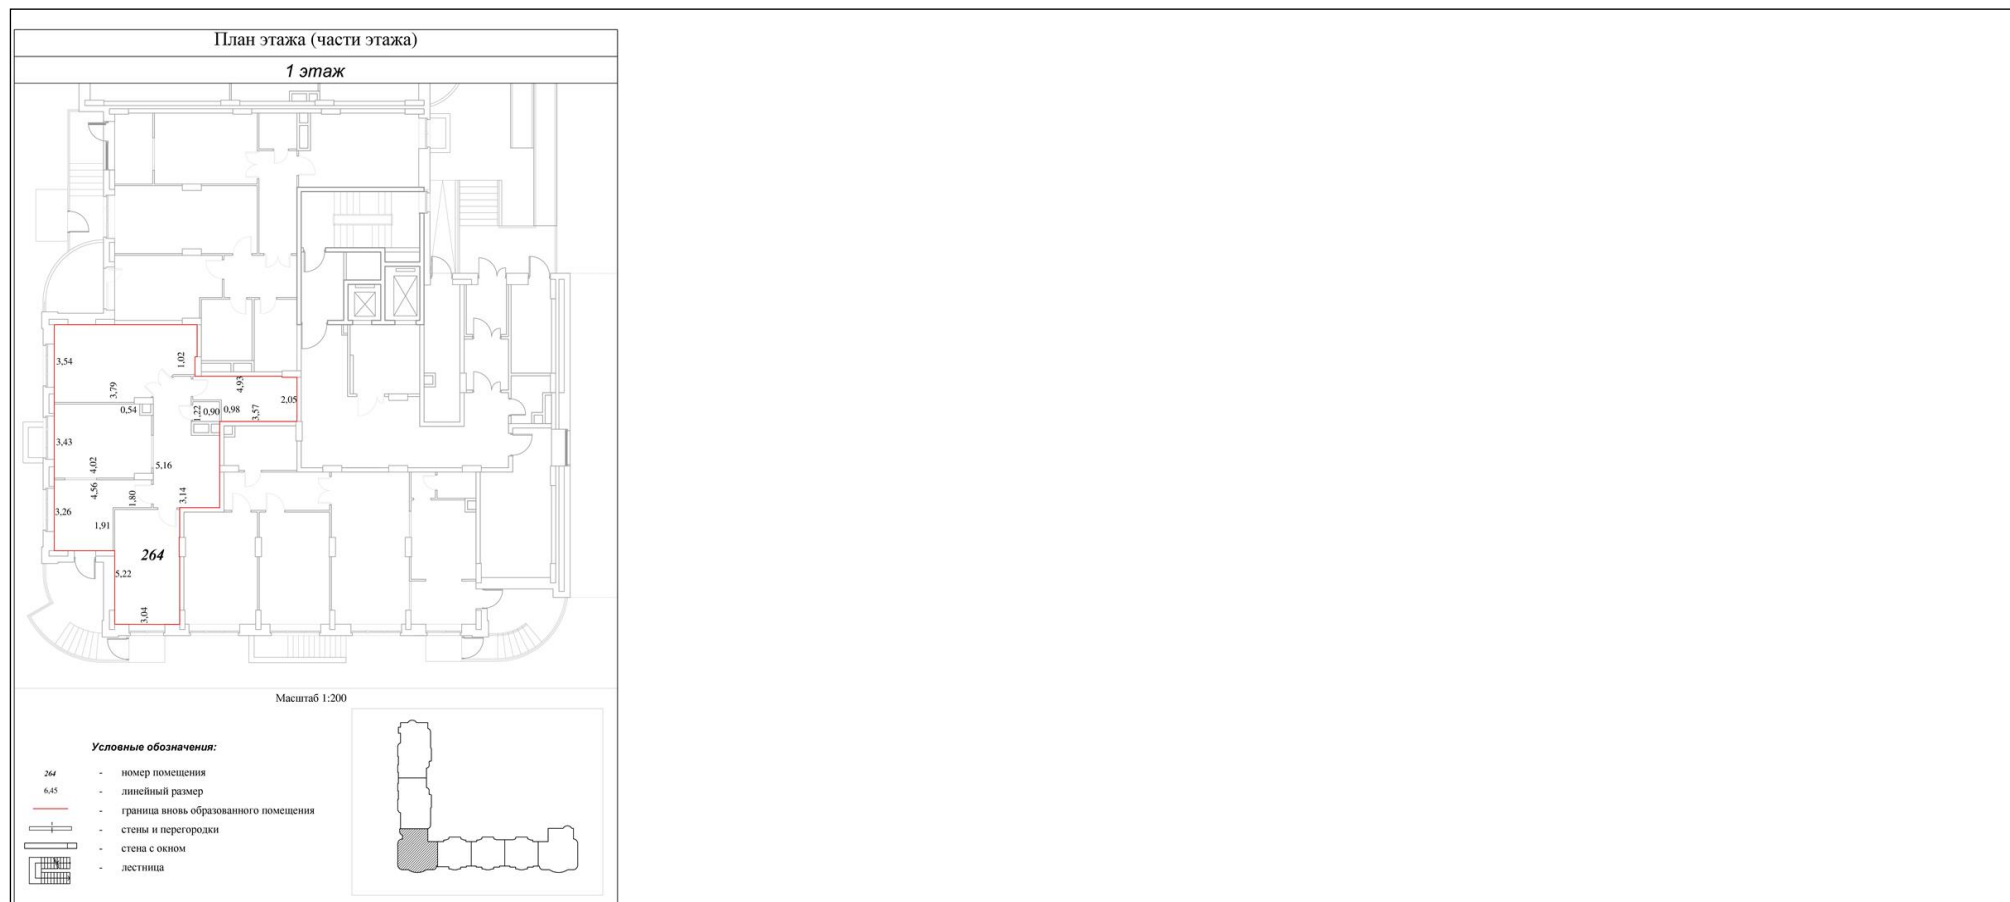 План этажа (части этажа)
1 этаж
3,54
1,02
3,79
4,93
2,05
0,54
1,22
0,90
0,98
3,57
3,43
4,02
5,16
4,56
1,80
3,14
3,26
1,91
264
5,22
3,04
Масштаб 1:200
Условные обозначения:
264 - номер помещения
6,45 - линейный размер
- граница вновь образованного помещения
- стены и перегородки
- стена с окном
- лестница